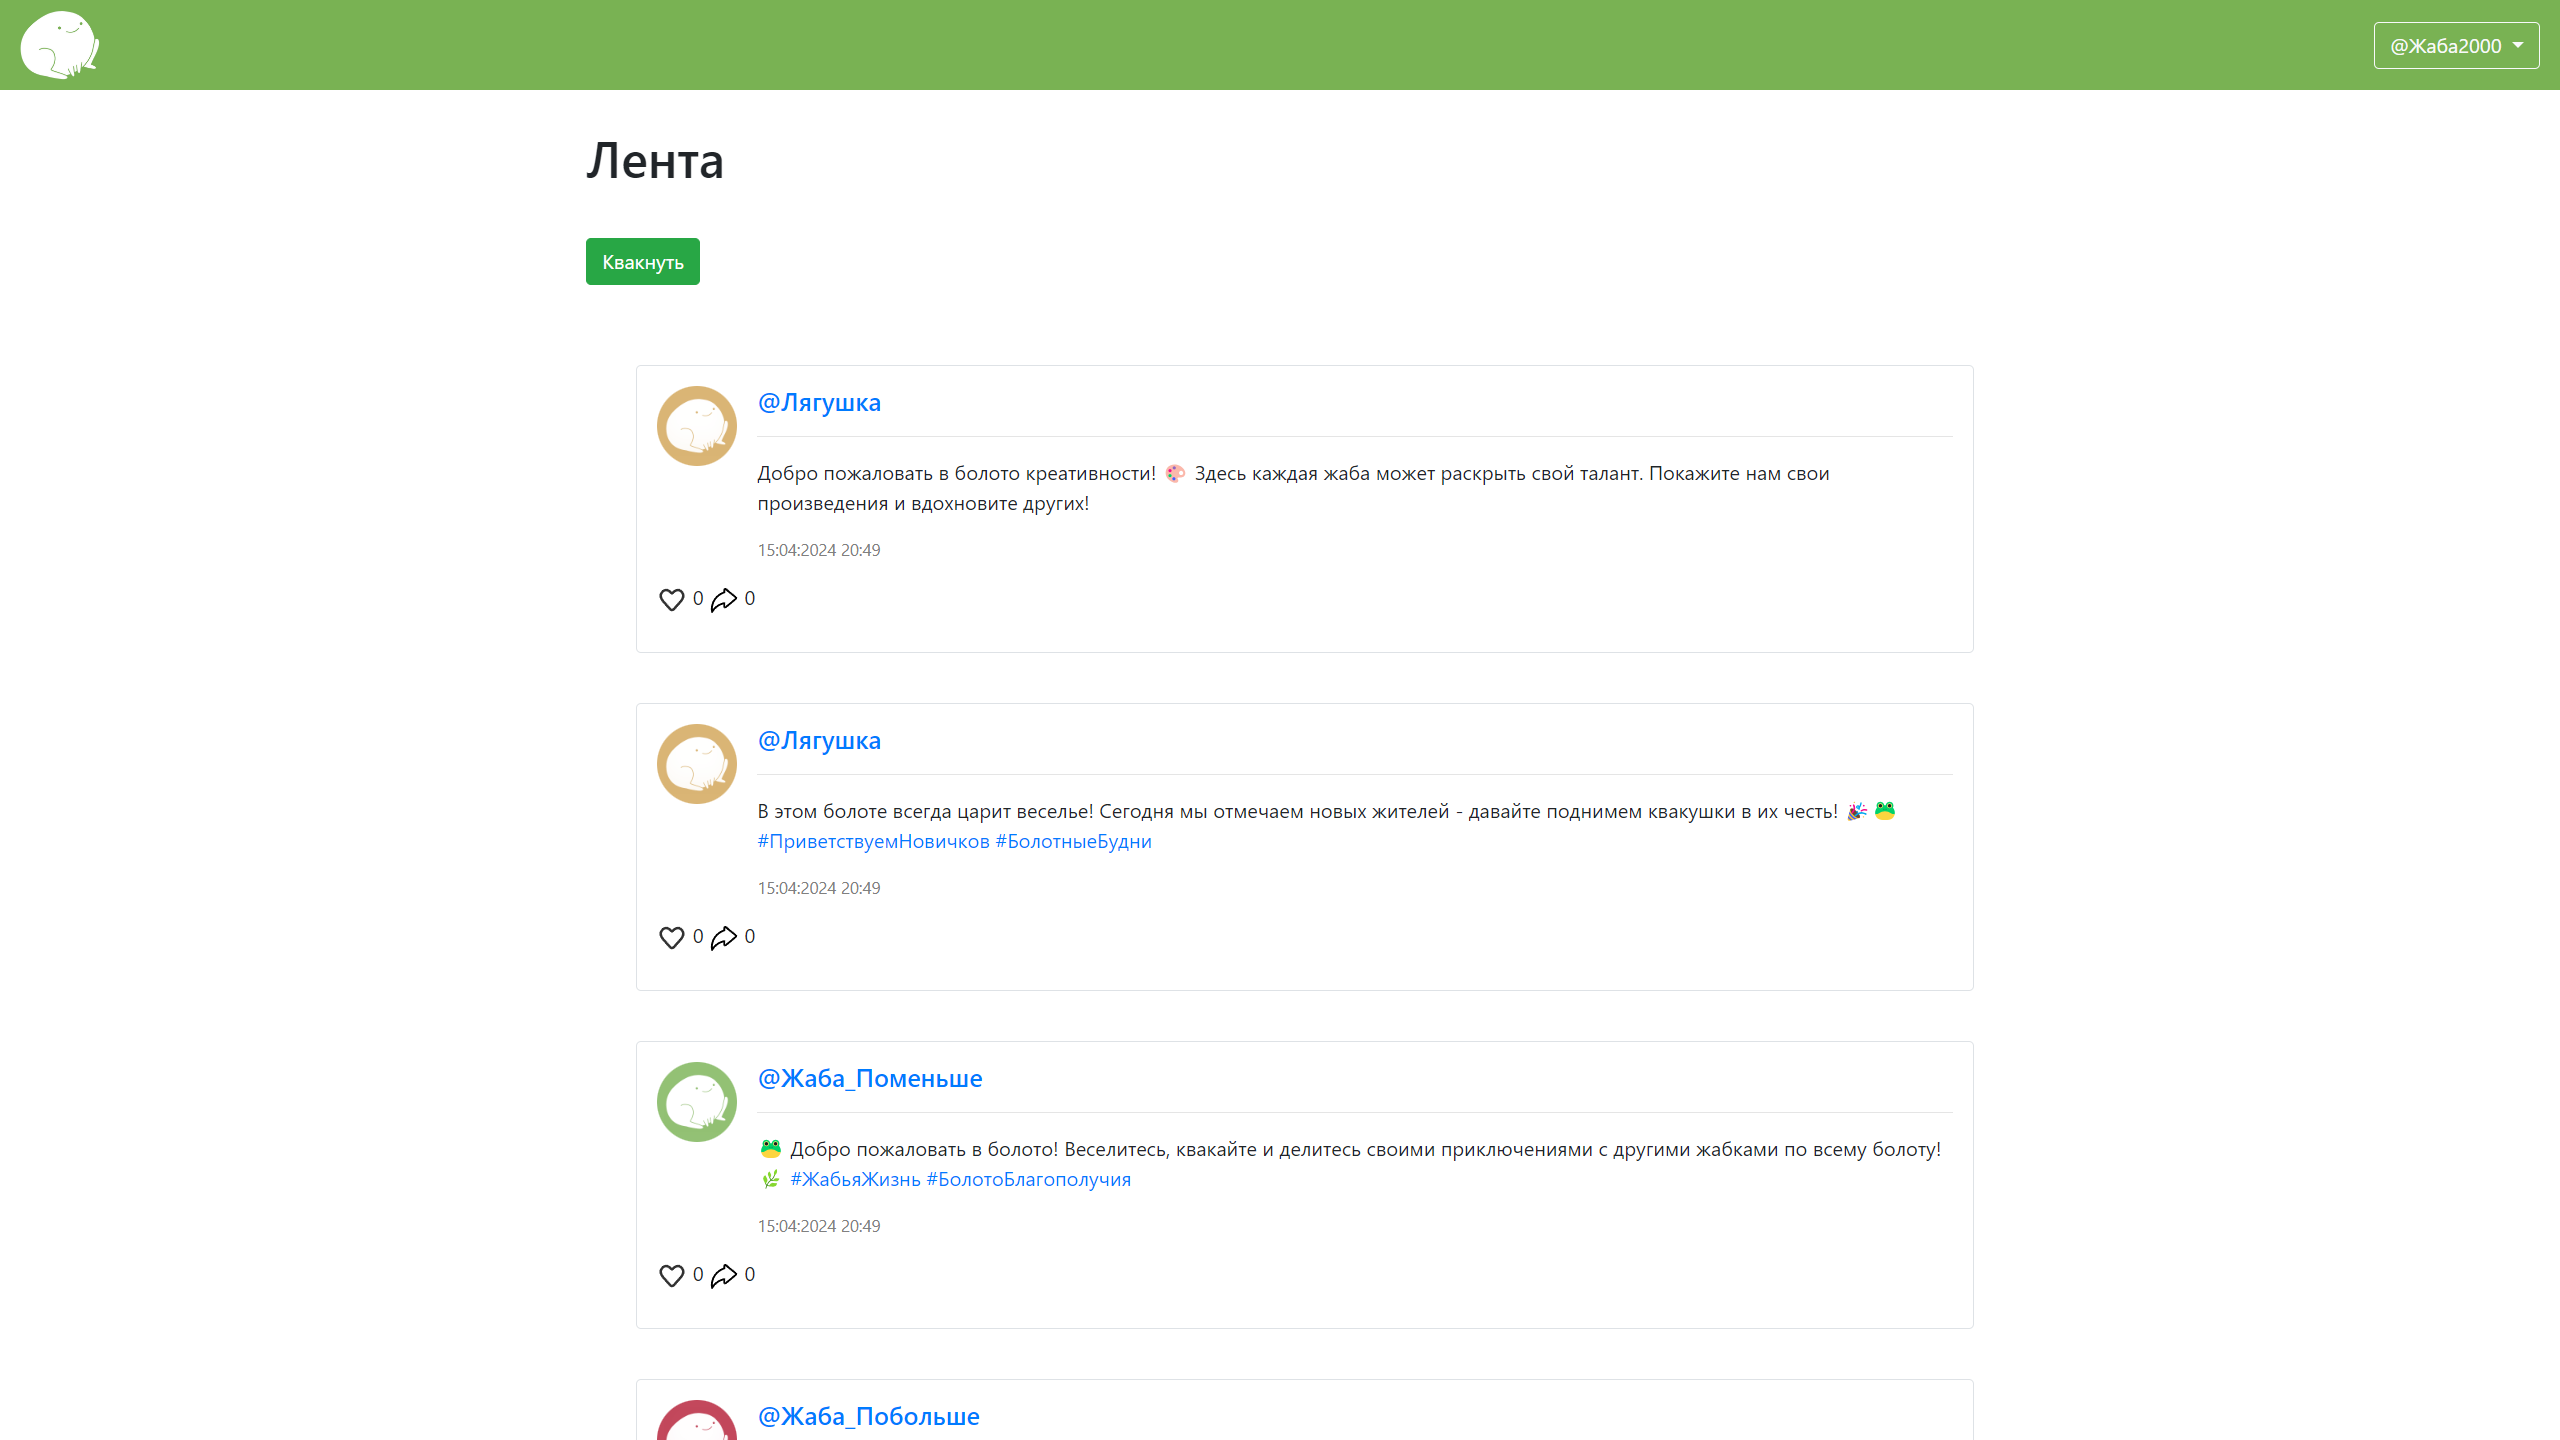 @Жаба2000
Лента
Квакнуть
@Лягушка
Добро пожаловать в болото креативности! 🎨 Здесь каждая жаба может раскрыть свой талант. Покажите нам свои
произведения и вдохновите других!
15:04:2024 20:49
0 0
@Лягушка
В этом болоте всегда царит веселье! Сегодня мы отмечаем новых жителей - давайте поднимем квакушки в их честь! 🎉 🐸
#ПриветствуемНовичков #БолотныеБудни
15:04:2024 20:49
0 0
@Жаба_Поменьше
🐸 Добро пожаловать в болото! Веселитесь, квакайте и делитесь своими приключениями с другими жабками по всему болоту!
🌿 #ЖабьяЖизнь #БолотоБлагополучия
15:04:2024 20:49
0 0
@Жаба_Побольше